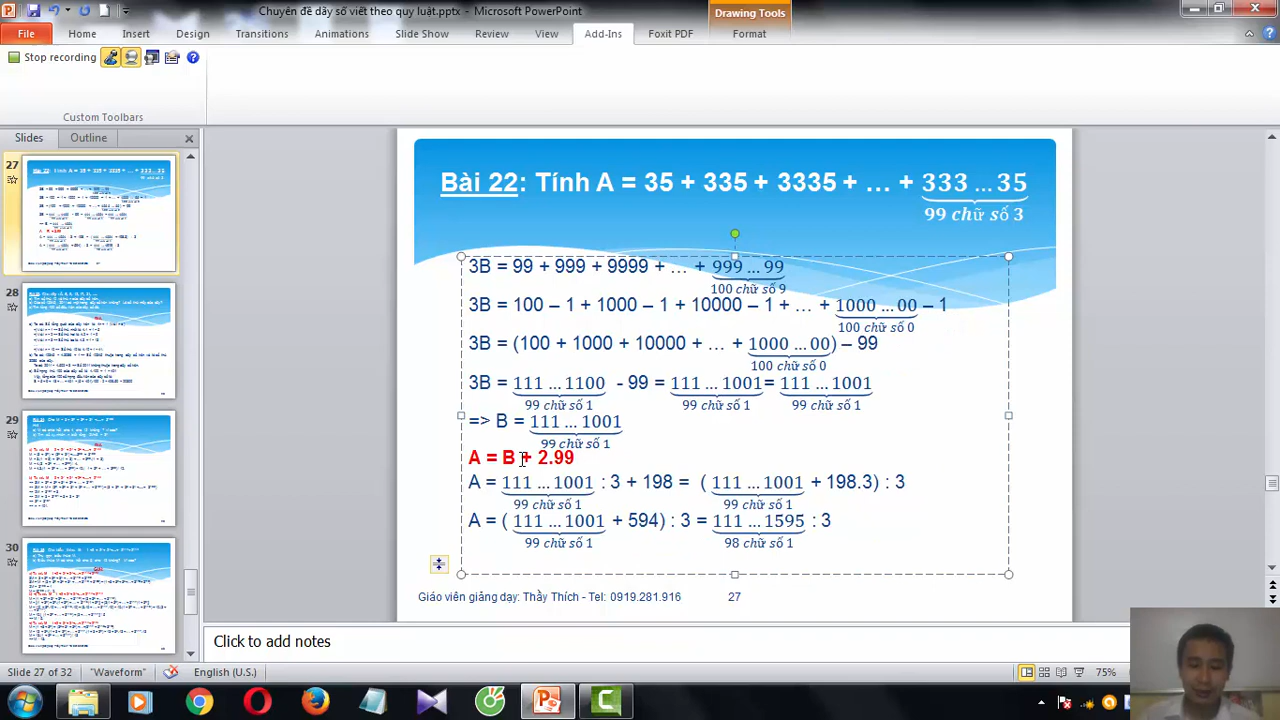 Chuyên đề dãy số viết theo quy luật.pptx - Microsoft PowerPoint
Drawing Tools
File Home Insert Design Transitions Animations Slide Show Review View Add-Ins Foxit PDF Format
Stop recording
Custom Toolbars
Slides Outline
27
28
29
30
Bài 22: Tính A = 35 + 335 + 3335 + … + 333 … 35
99 chữ số 3
3B = 99 + 999 + 9999 + … + 999 … 99
100 chữ số 9
3B = 100 – 1 + 1000 – 1 + 10000 – 1 + … + 1000 … 00 – 1
100 chữ số 0
3B = (100 + 1000 + 10000 + … + 1000 … 00) – 99
100 chữ số 0
3B = 111 … 1100 - 99 = 111 … 1001= 111 … 1001
99 chữ số 1 99 chữ số 1 99 chữ số 1
=> B = 111 … 1001
99 chữ số 1
A = B + 2.99
A = 111 … 1001 : 3 + 198 = ( 111 … 1001 + 198.3) : 3
99 chữ số 1 99 chữ số 1
A = ( 111 … 1001 + 594) : 3 = 111 … 1595 : 3
99 chữ số 1 98 chữ số 1
Giáo viên giảng dạy: Thầy Thích - Tel: 0919.281.916 27
Click to add notes
Slide 27 of 32 "Waveform" English (U.S.) 75%